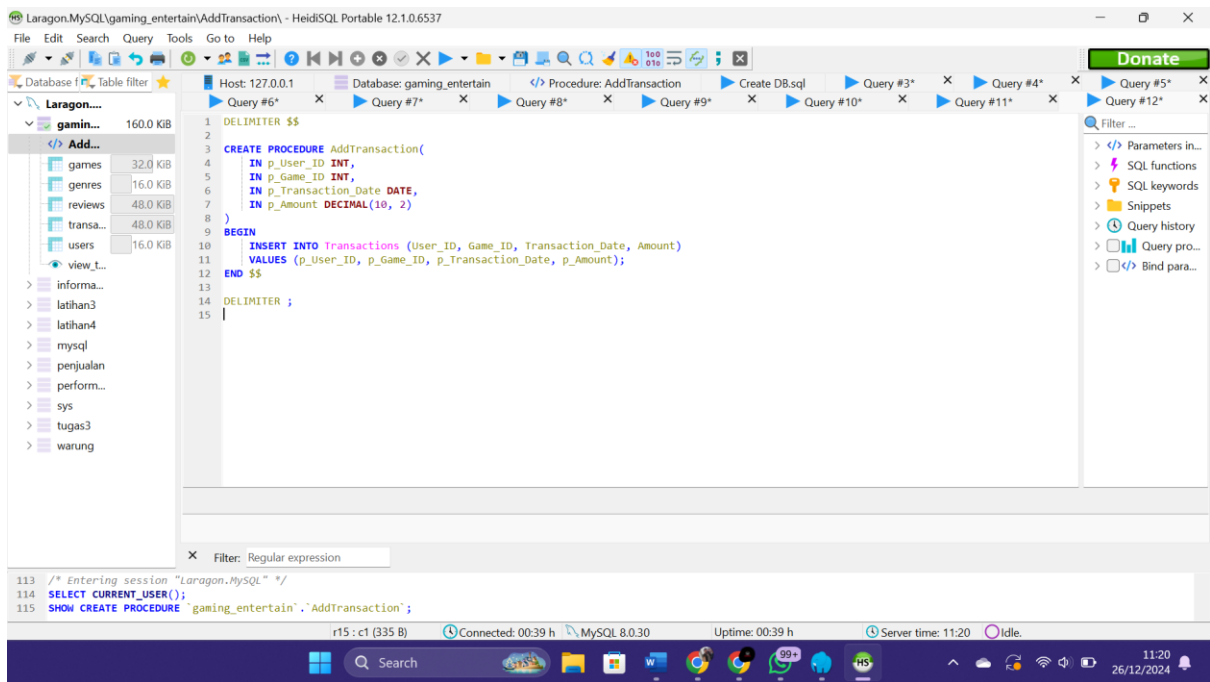 Laragon.MySQL\gaming_entertain\AddTransaction\ - HeidiSQL Portable 12.1.0.6537
File Edit Search Query Tools Go to Help
Donate
Database f Table filter
Host: 127.0.0.1 Database: gaming_entertain Procedure: AddTransaction Create DB.sql Query #3* Query #4* Query #5*
Query #6* Query #7* Query #8* Query #9* Query #10* Query #11* Query #12*
Laragon....
gamin... 160.0 KiB
Add...
games 32.0 KiB
genres 16.0 KiB
reviews 48.0 KiB
transa... 48.0 KiB
users 16.0 KiB
view_t...
informa...
latihan3
latihan4
mysql
penjualan
perform...
sys
tugas3
warung
1 DELIMITER $$
2
3 CREATE PROCEDURE AddTransaction(
4 IN p_User_ID INT,
5 IN p_Game_ID INT,
6 IN p_Transaction_Date DATE,
7 IN p_Amount DECIMAL(10, 2)
8 )
9 BEGIN
10 INSERT INTO Transactions (User_ID, Game_ID, Transaction_Date, Amount)
11 VALUES (p_User_ID, p_Game_ID, p_Transaction_Date, p_Amount);
12 END $$
13
14 DELIMITER ;
15
Filter ...
Parameters in...
SQL functions
SQL keywords
Snippets
Query history
Query pro...
Bind para...
Filter: Regular expression
113 /* Entering session "Laragon.MySQL" */
114 SELECT CURRENT_USER();
115 SHOW CREATE PROCEDURE `gaming_entertain`.`AddTransaction`;
r15 : c1 (335 B) Connected: 00:39 h MySQL 8.0.30 Uptime: 00:39 h Server time: 11:20 Idle.
Search 99+ HS 11:20
26/12/2024